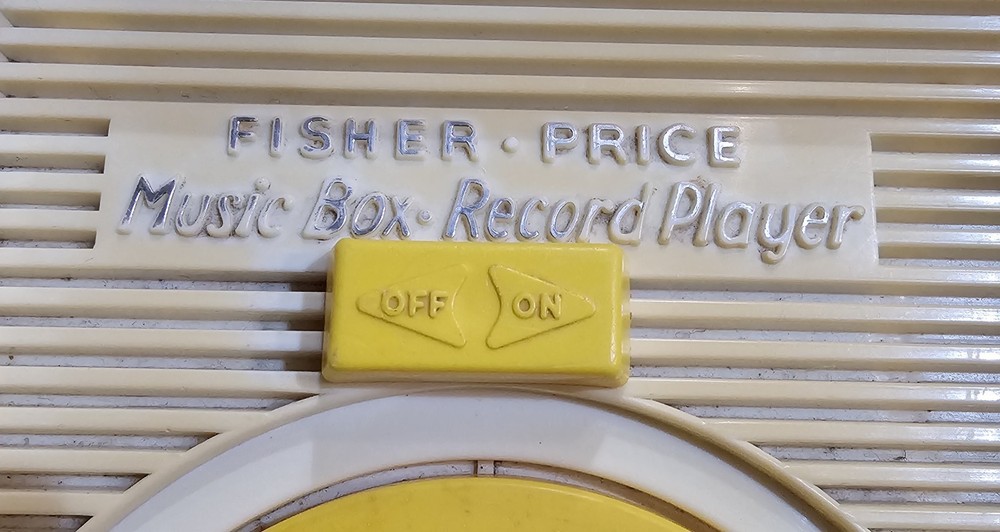 FISHER · PRICE
Music Box · Record Player
OFF ON